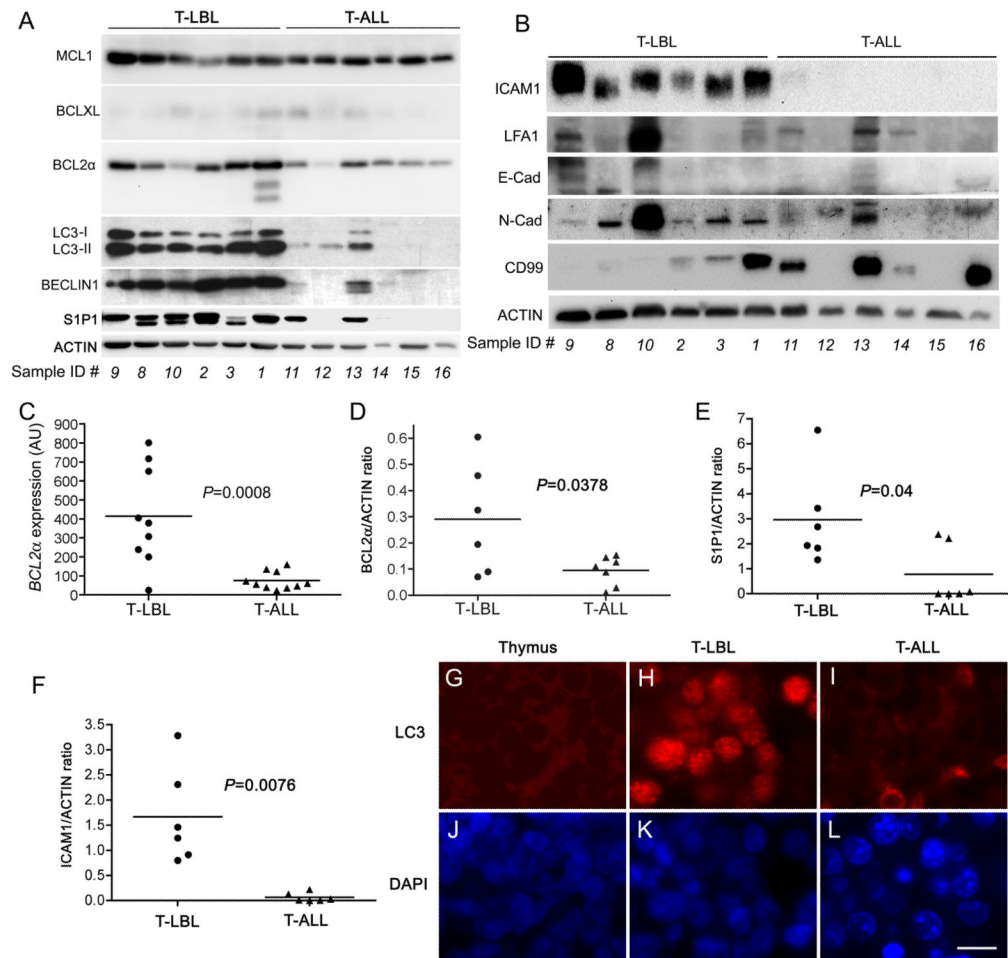 A
T-LBL
T-ALL
MCL1
BCLXL
BCL2α
LC3-I
LC3-II
BECLIN1
S1P1
ACTIN
Sample ID # 9 8 10 2 3 1 11 12 13 14 15 16
B
T-LBL
T-ALL
ICAM1
LFA1
E-Cad
N-Cad
CD99
ACTIN
Sample ID #
9 8 10 2 3 1 11 12 13 14 15 16
C
BCL2α expression (AU)
900
800
700
600
500
400
300
200
100
0
P=0.0008
T-LBL
T-ALL
D
BCL2α/ACTIN ratio
0.6
0.5
0.4
0.3
0.2
0.1
0.0
P=0.0378
T-LBL
T-ALL
E
S1P1/ACTIN ratio
7
6
5
4
3
2
1
0
P=0.04
T-LBL
T-ALL
F
ICAM1/ACTIN ratio
3.5
3.0
2.5
2.0
1.5
1.0
0.5
0.0
P=0.0076
T-LBL
T-ALL
Thymus
T-LBL
T-ALL
LC3
G
H
I
DAPI
J
K
L